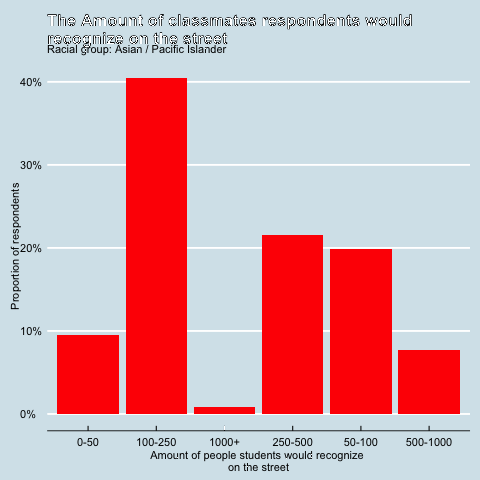 The Amount of classmates respondents would
recognize on the street
Racial group: Asian / Pacific Islander
40%
30%
20%
10%
0%
Proportion of respondents
0-50 100-250 1000+ 250-500 50-100 500-1000
Amount of people students would recognize
on the street